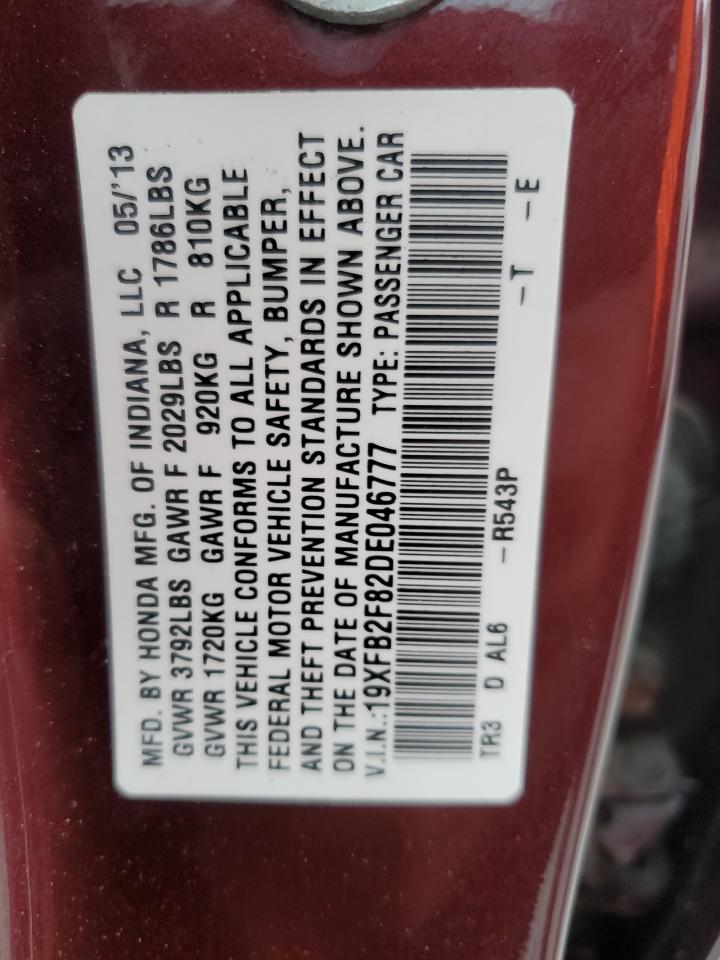 MFD. BY HONDA MFG. OF INDIANA, LLC 05/'13
GVWR 3792LBS GAWR F 2029LBS R 1786LBS
GVWR 1720KG GAWR F 920KG R 810KG
THIS VEHICLE CONFORMS TO ALL APPLICABLE
FEDERAL MOTOR VEHICLE SAFETY, BUMPER,
AND THEFT PREVENTION STANDARDS IN EFFECT
ON THE DATE OF MANUFACTURE SHOWN ABOVE.
V.I.N.:19XFB2F82DE046777 TYPE: PASSENGER CAR
TR3 D AL6 -R543P -T -E